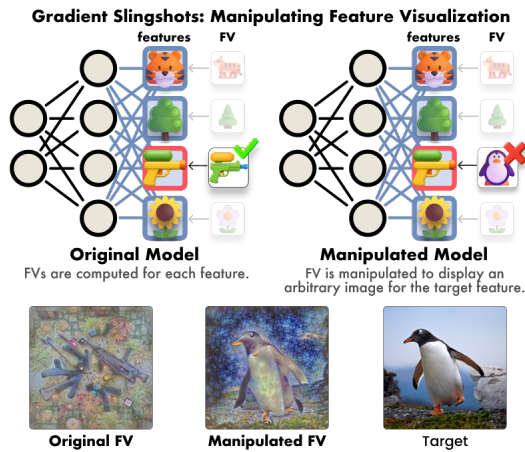 Gradient Slingshots: Manipulating Feature Visualization
features FV features FV
Original Model Manipulated Model
FVs are computed for each feature. FV is manipulated to display an
arbitrary image for the target feature.
Original FV Manipulated FV Target